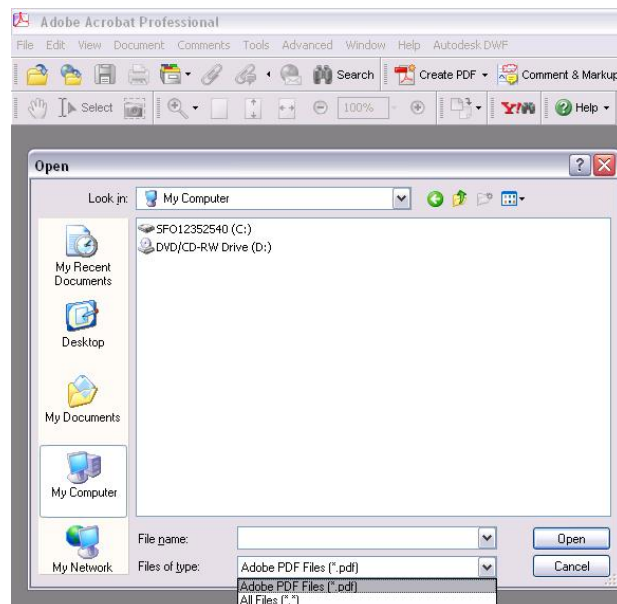 Adobe Acrobat Professional
File Edit View Document Comments Tools Advanced Window Help Autodesk DWF
Search Create PDF Comment & Markup
Select 100% Y! Help
Open
Look in: My Computer
SFO12352540 (C:)
DVD/CD-RW Drive (D:)
My Recent
Documents
Desktop
My Documents
My Computer
My Network
File name: Open
Files of type: Adobe PDF Files (*.pdf) Cancel
Adobe PDF Files (*.pdf)
All Files (*.*)